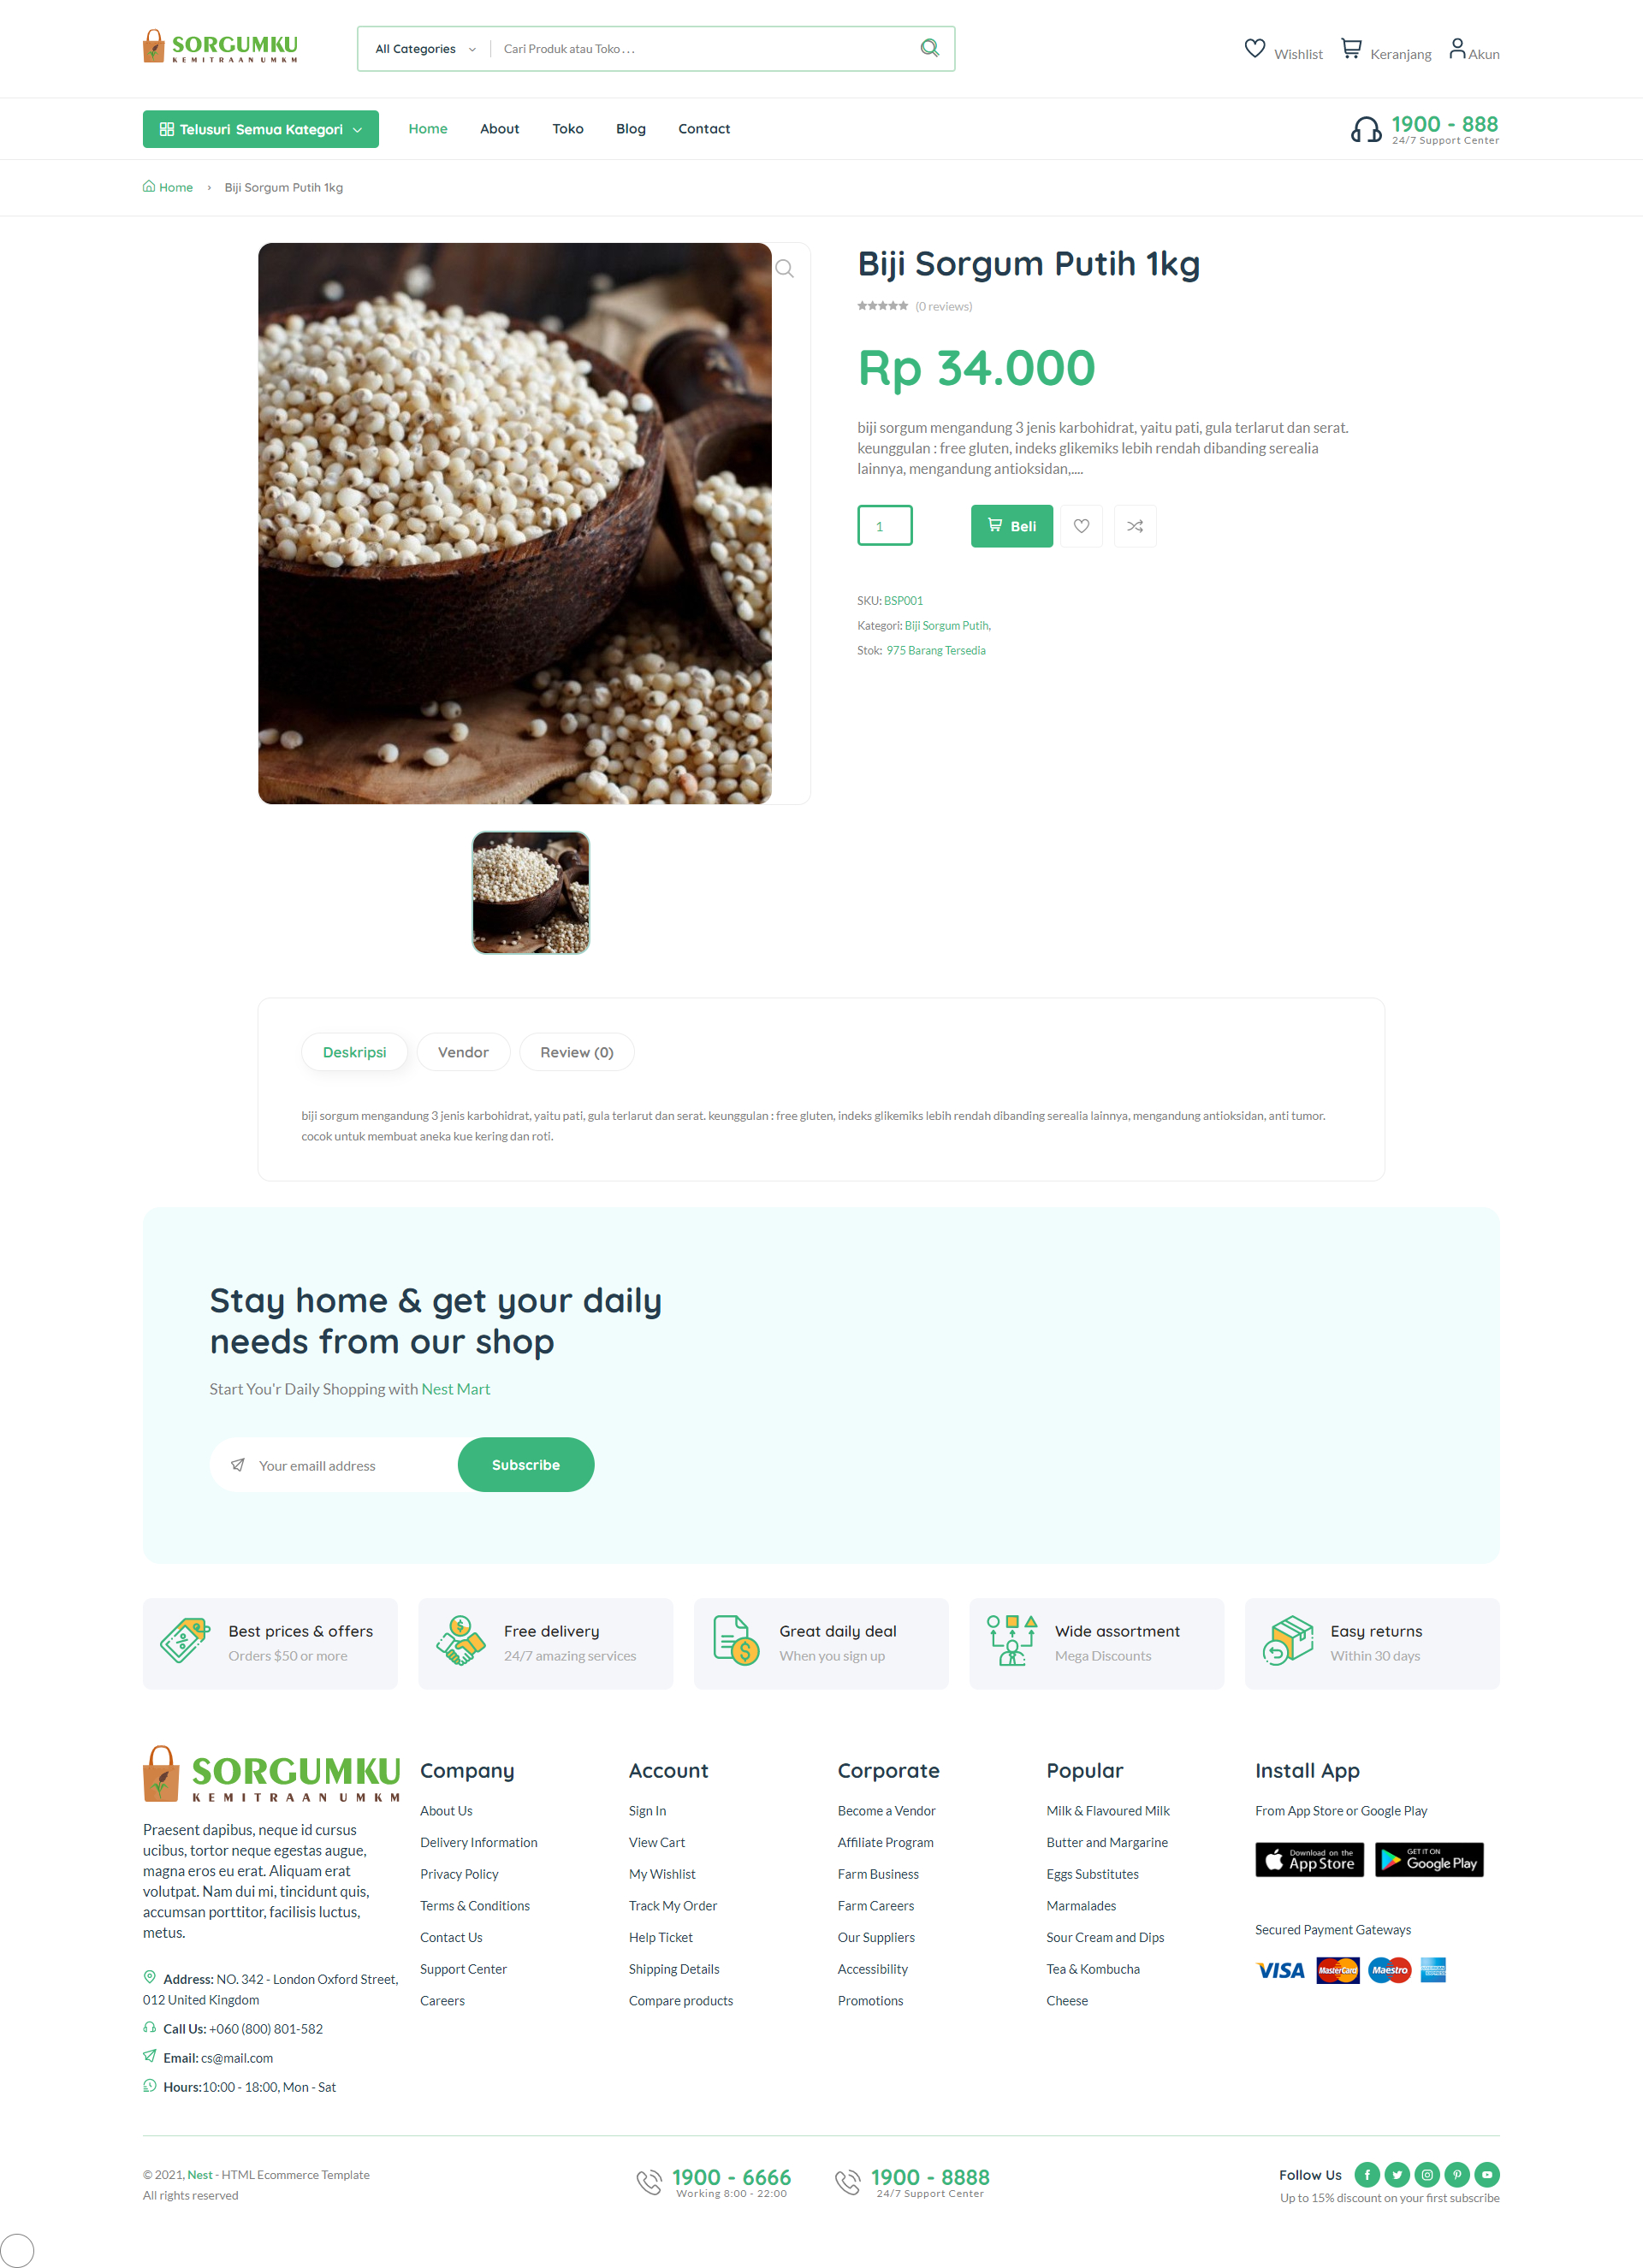 SORGUMKU
KEMITRAAN UMKM
All Categories
Cari Produk atau Toko . . .
Wishlist
Keranjang
Akun
Telusuri Semua Kategori
Home
About
Toko
Blog
Contact
1900 - 888
24/7 Support Center
Home › Biji Sorgum Putih 1kg
Biji Sorgum Putih 1kg
(0 reviews)
Rp 34.000
biji sorgum mengandung 3 jenis karbohidrat, yaitu pati, gula terlarut dan serat.
keunggulan : free gluten, indeks glikemiks lebih rendah dibanding serealia
lainnya, mengandung antioksidan,....
1
Beli
SKU: BSP001
Kategori: Biji Sorgum Putih,
Stok: 975 Barang Tersedia
Deskripsi
Vendor
Review (0)
biji sorgum mengandung 3 jenis karbohidrat, yaitu pati, gula terlarut dan serat. keunggulan : free gluten, indeks glikemiks lebih rendah dibanding serealia lainnya, mengandung antioksidan, anti tumor.
cocok untuk membuat aneka kue kering dan roti.
Stay home & get your daily
needs from our shop
Start You'r Daily Shopping with Nest Mart
Your emaill address
Subscribe
Best prices & offers
Orders $50 or more
Free delivery
24/7 amazing services
Great daily deal
When you sign up
Wide assortment
Mega Discounts
Easy returns
Within 30 days
SORGUMKU
KEMITRAAN UMKM
Praesent dapibus, neque id cursus
ucibus, tortor neque egestas augue,
magna eros eu erat. Aliquam erat
volutpat. Nam dui mi, tincidunt quis,
accumsan porttitor, facilisis luctus,
metus.
Address: NO. 342 - London Oxford Street,
012 United Kingdom
Call Us: +060 (800) 801-582
Email: cs@mail.com
Hours:10:00 - 18:00, Mon - Sat
Company
About Us
Delivery Information
Privacy Policy
Terms & Conditions
Contact Us
Support Center
Careers
Account
Sign In
View Cart
My Wishlist
Track My Order
Help Ticket
Shipping Details
Compare products
Corporate
Become a Vendor
Affiliate Program
Farm Business
Farm Careers
Our Suppliers
Accessibility
Promotions
Popular
Milk & Flavoured Milk
Butter and Margarine
Eggs Substitutes
Marmalades
Sour Cream and Dips
Tea & Kombucha
Cheese
Install App
From App Store or Google Play
Download on the
App Store
GET IT ON
Google Play
Secured Payment Gateways
VISA
MasterCard
Maestro
© 2021, Nest - HTML Ecommerce Template
All rights reserved
1900 - 6666
Working 8:00 - 22:00
1900 - 8888
24/7 Support Center
Follow Us
Up to 15% discount on your first subscribe